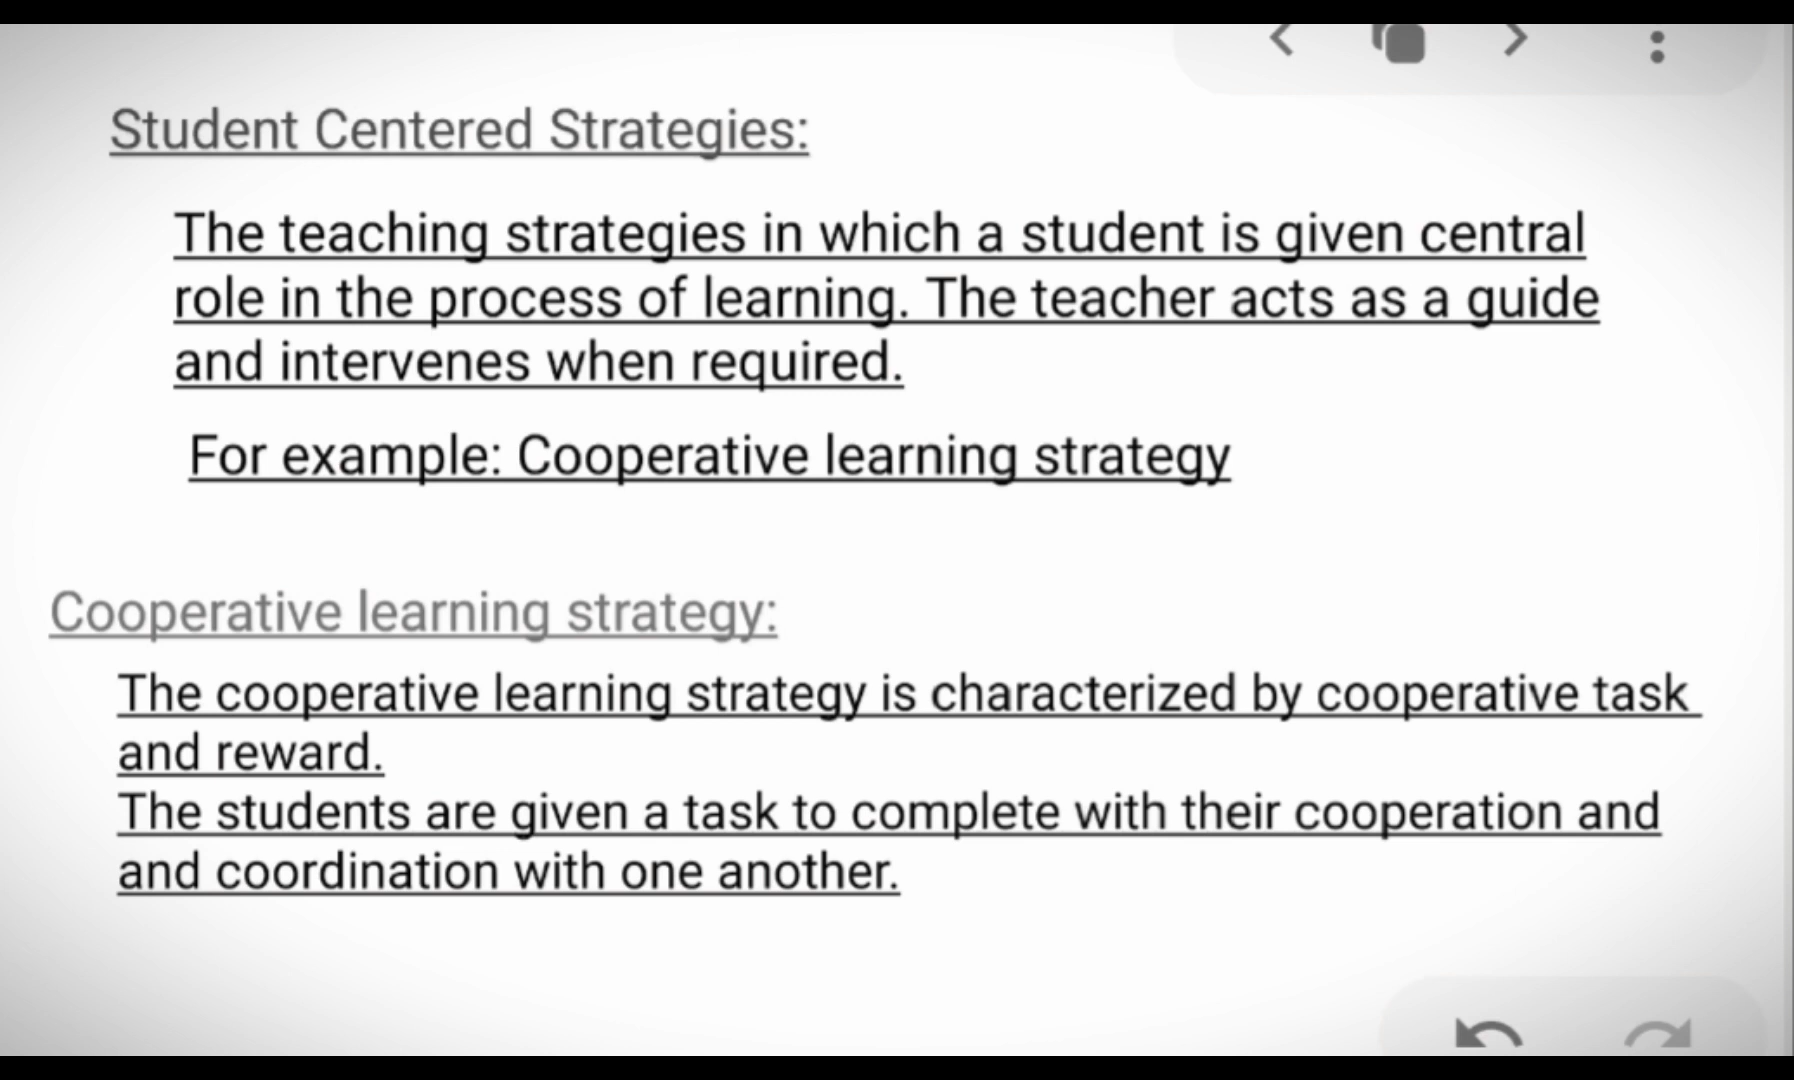 Student Centered Strategies:
The teaching strategies in which a student is given central
role in the process of learning. The teacher acts as a guide
and intervenes when required.
For example: Cooperative learning strategy
Cooperative learning strategy:
The cooperative learning strategy is characterized by cooperative task
and reward.
The students are given a task to complete with their cooperation and
and coordination with one another.